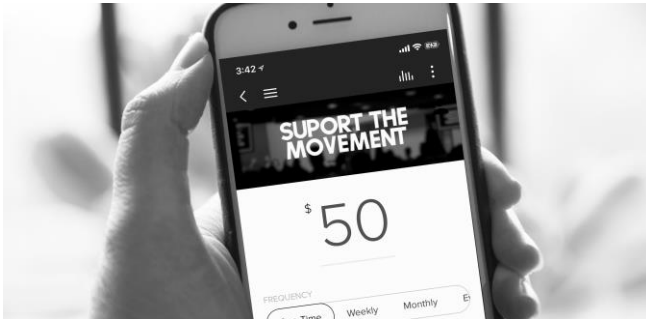 3:42
SUPORT THE
MOVEMENT
$ 50
FREQUENCY
Time Weekly Monthly